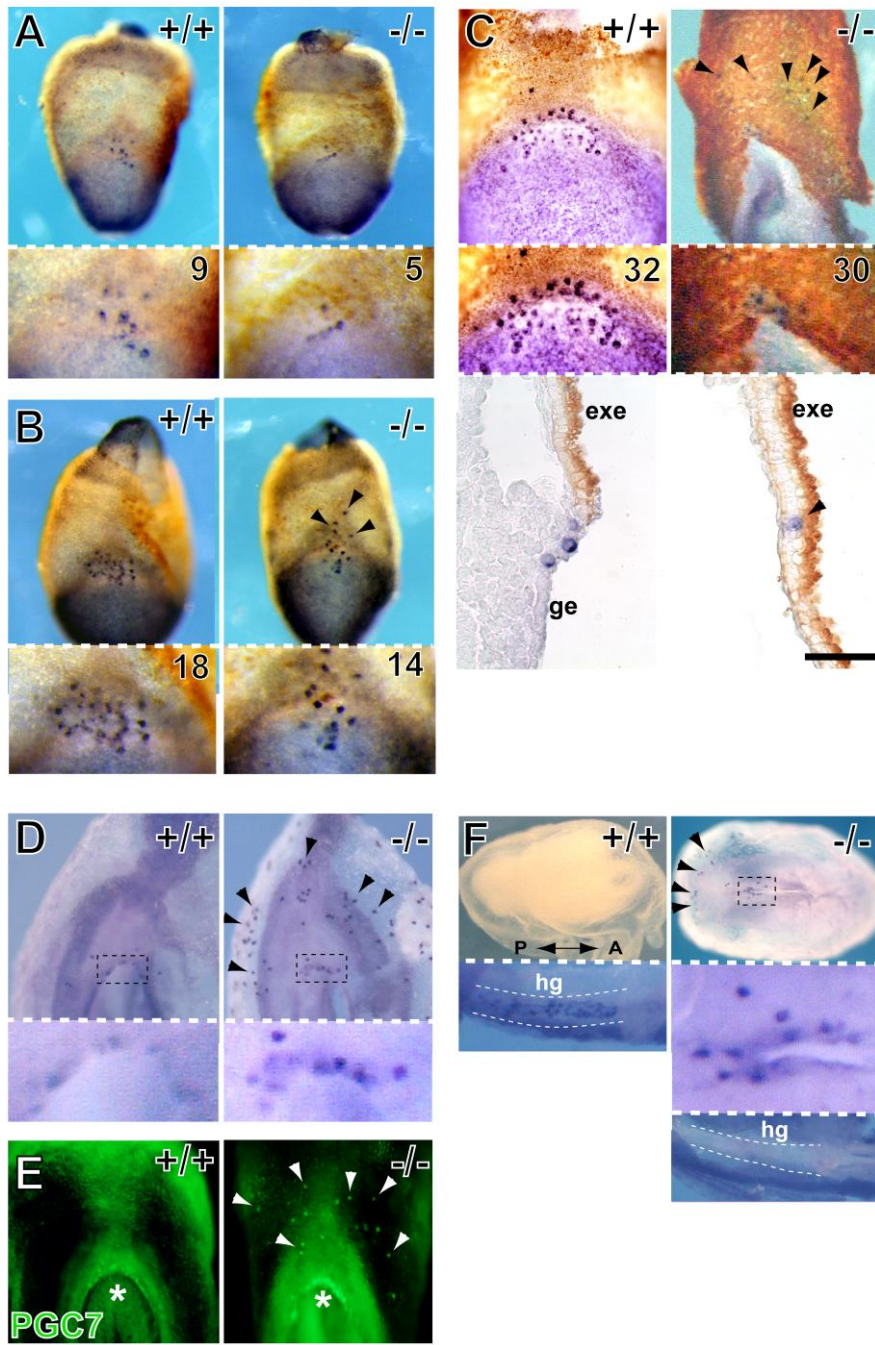 A +/+ -/-
9 5
B +/+ -/-
18 14
C +/+ -/-
32 30
exe exe
ge
D +/+ -/-
E +/+ -/-
* *
PGC7
F +/+ -/-
P A
hg
hg